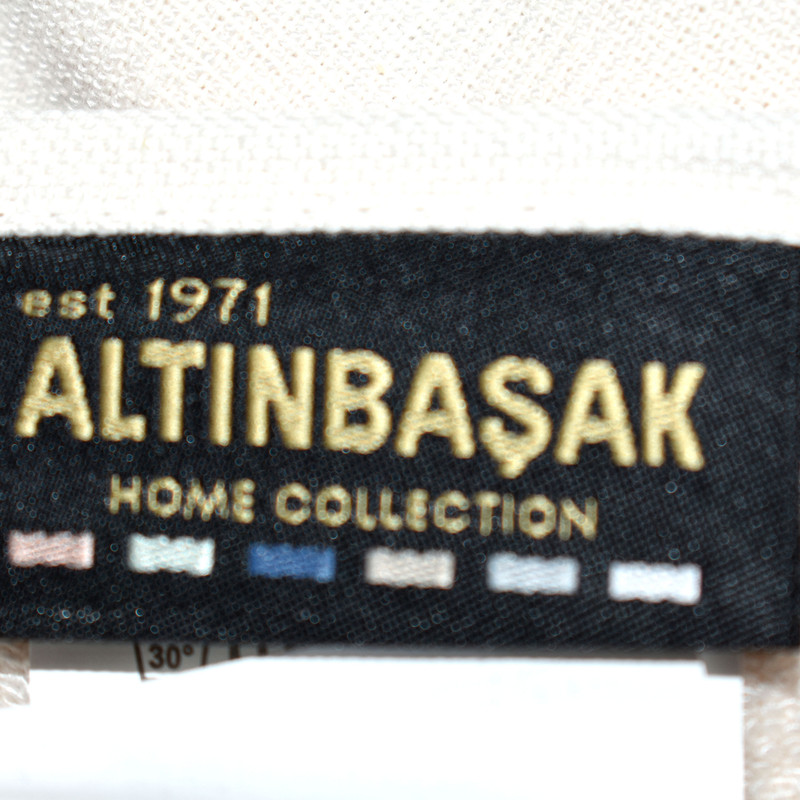 est 1971
ALTINBAŞAK
HOME COLLECTION
30°